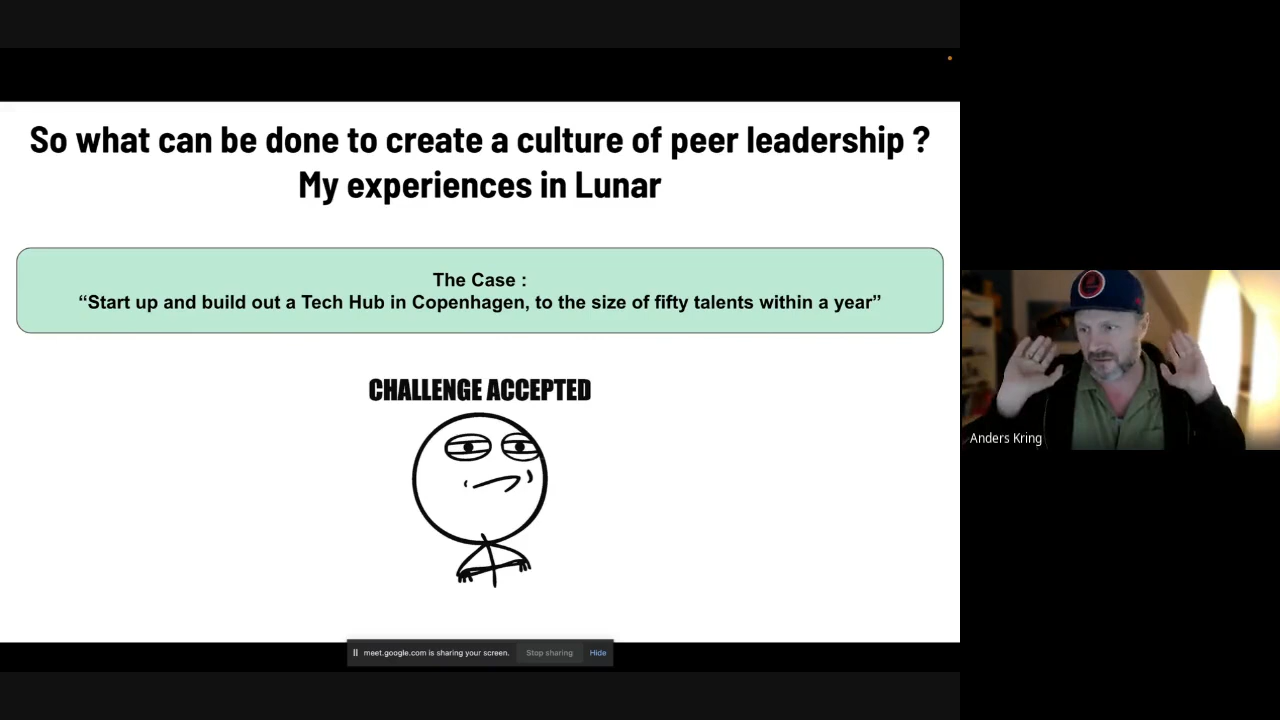 So what can be done to create a culture of peer leadership ?
My experiences in Lunar
The Case :
“Start up and build out a Tech Hub in Copenhagen, to the size of fifty talents within a year”
CHALLENGE ACCEPTED
Anders Kring
meet.google.com is sharing your screen. Stop sharing Hide